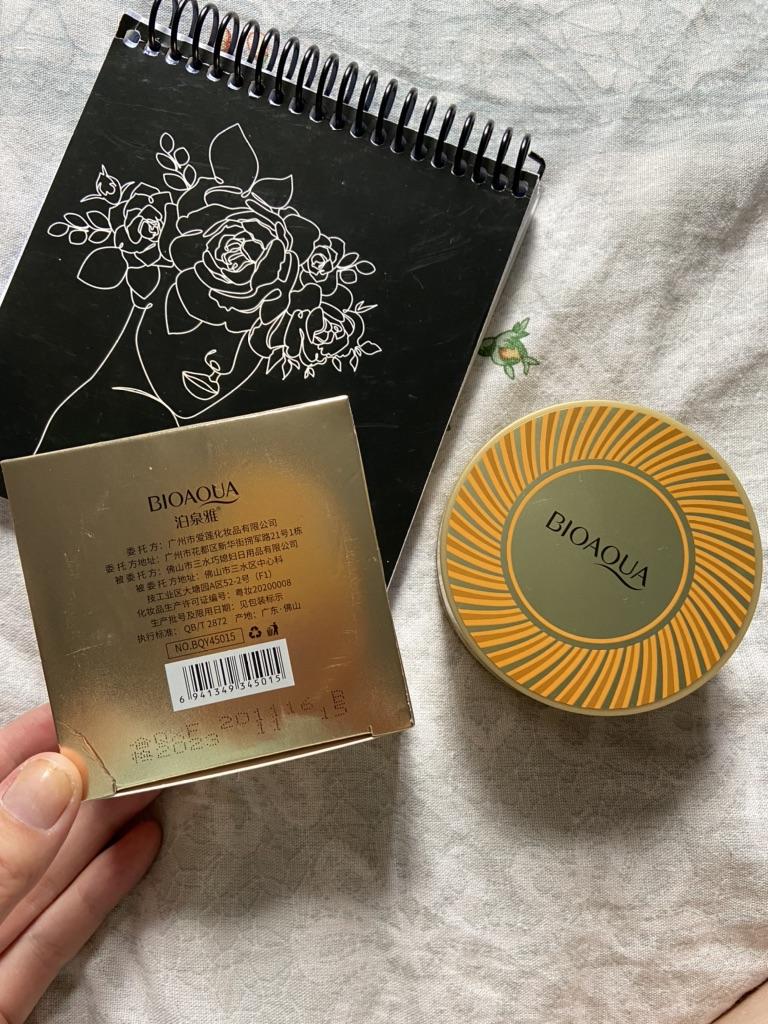 BIOAQUA
泊泉雅®
委托方：广州市爱莲化妆品有限公司
委托方地址：广州市花都区新华街拥军路21号1栋
被委托方：佛山市三水巧媳妇日用品有限公司
被委托方地址：佛山市三水区中心科
技工业区大塘园A区52-2号（F1）
化妆品生产许可证编号：粤妆20200008
生产批号及限用日期：见包装标示
执行标准：QB/T 2872 产地：广东·佛山
NO.BQY45015
6 941349 345015
201116 B
2023 11 15
BIOAQUA